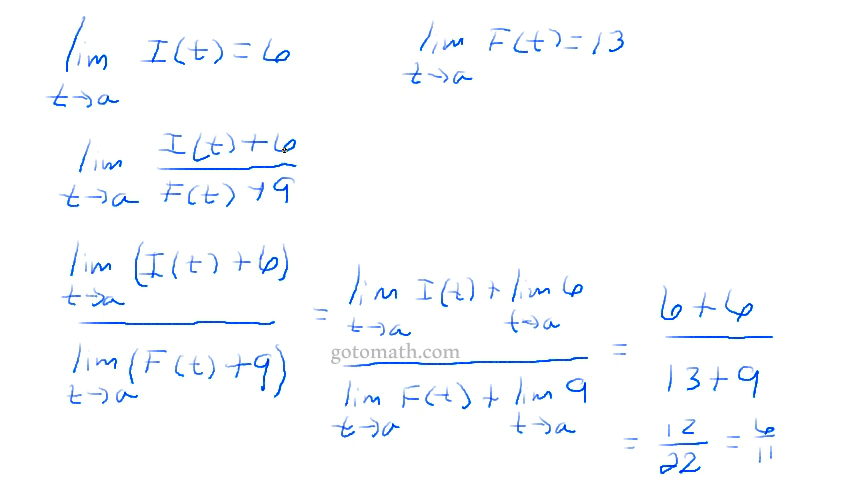 lim t→a I(t) = 6
lim t→a F(t) = 13
lim t→a (I(t) + 6)/(F(t) + 9)
lim t→a (I(t) + 6) / lim t→a (F(t) + 9) = (lim t→a I(t) + lim t→a 6) / (lim t→a F(t) + lim t→a 9) = (6 + 6)/(13 + 9)
gotomath.com
= 12/22 = 6/11